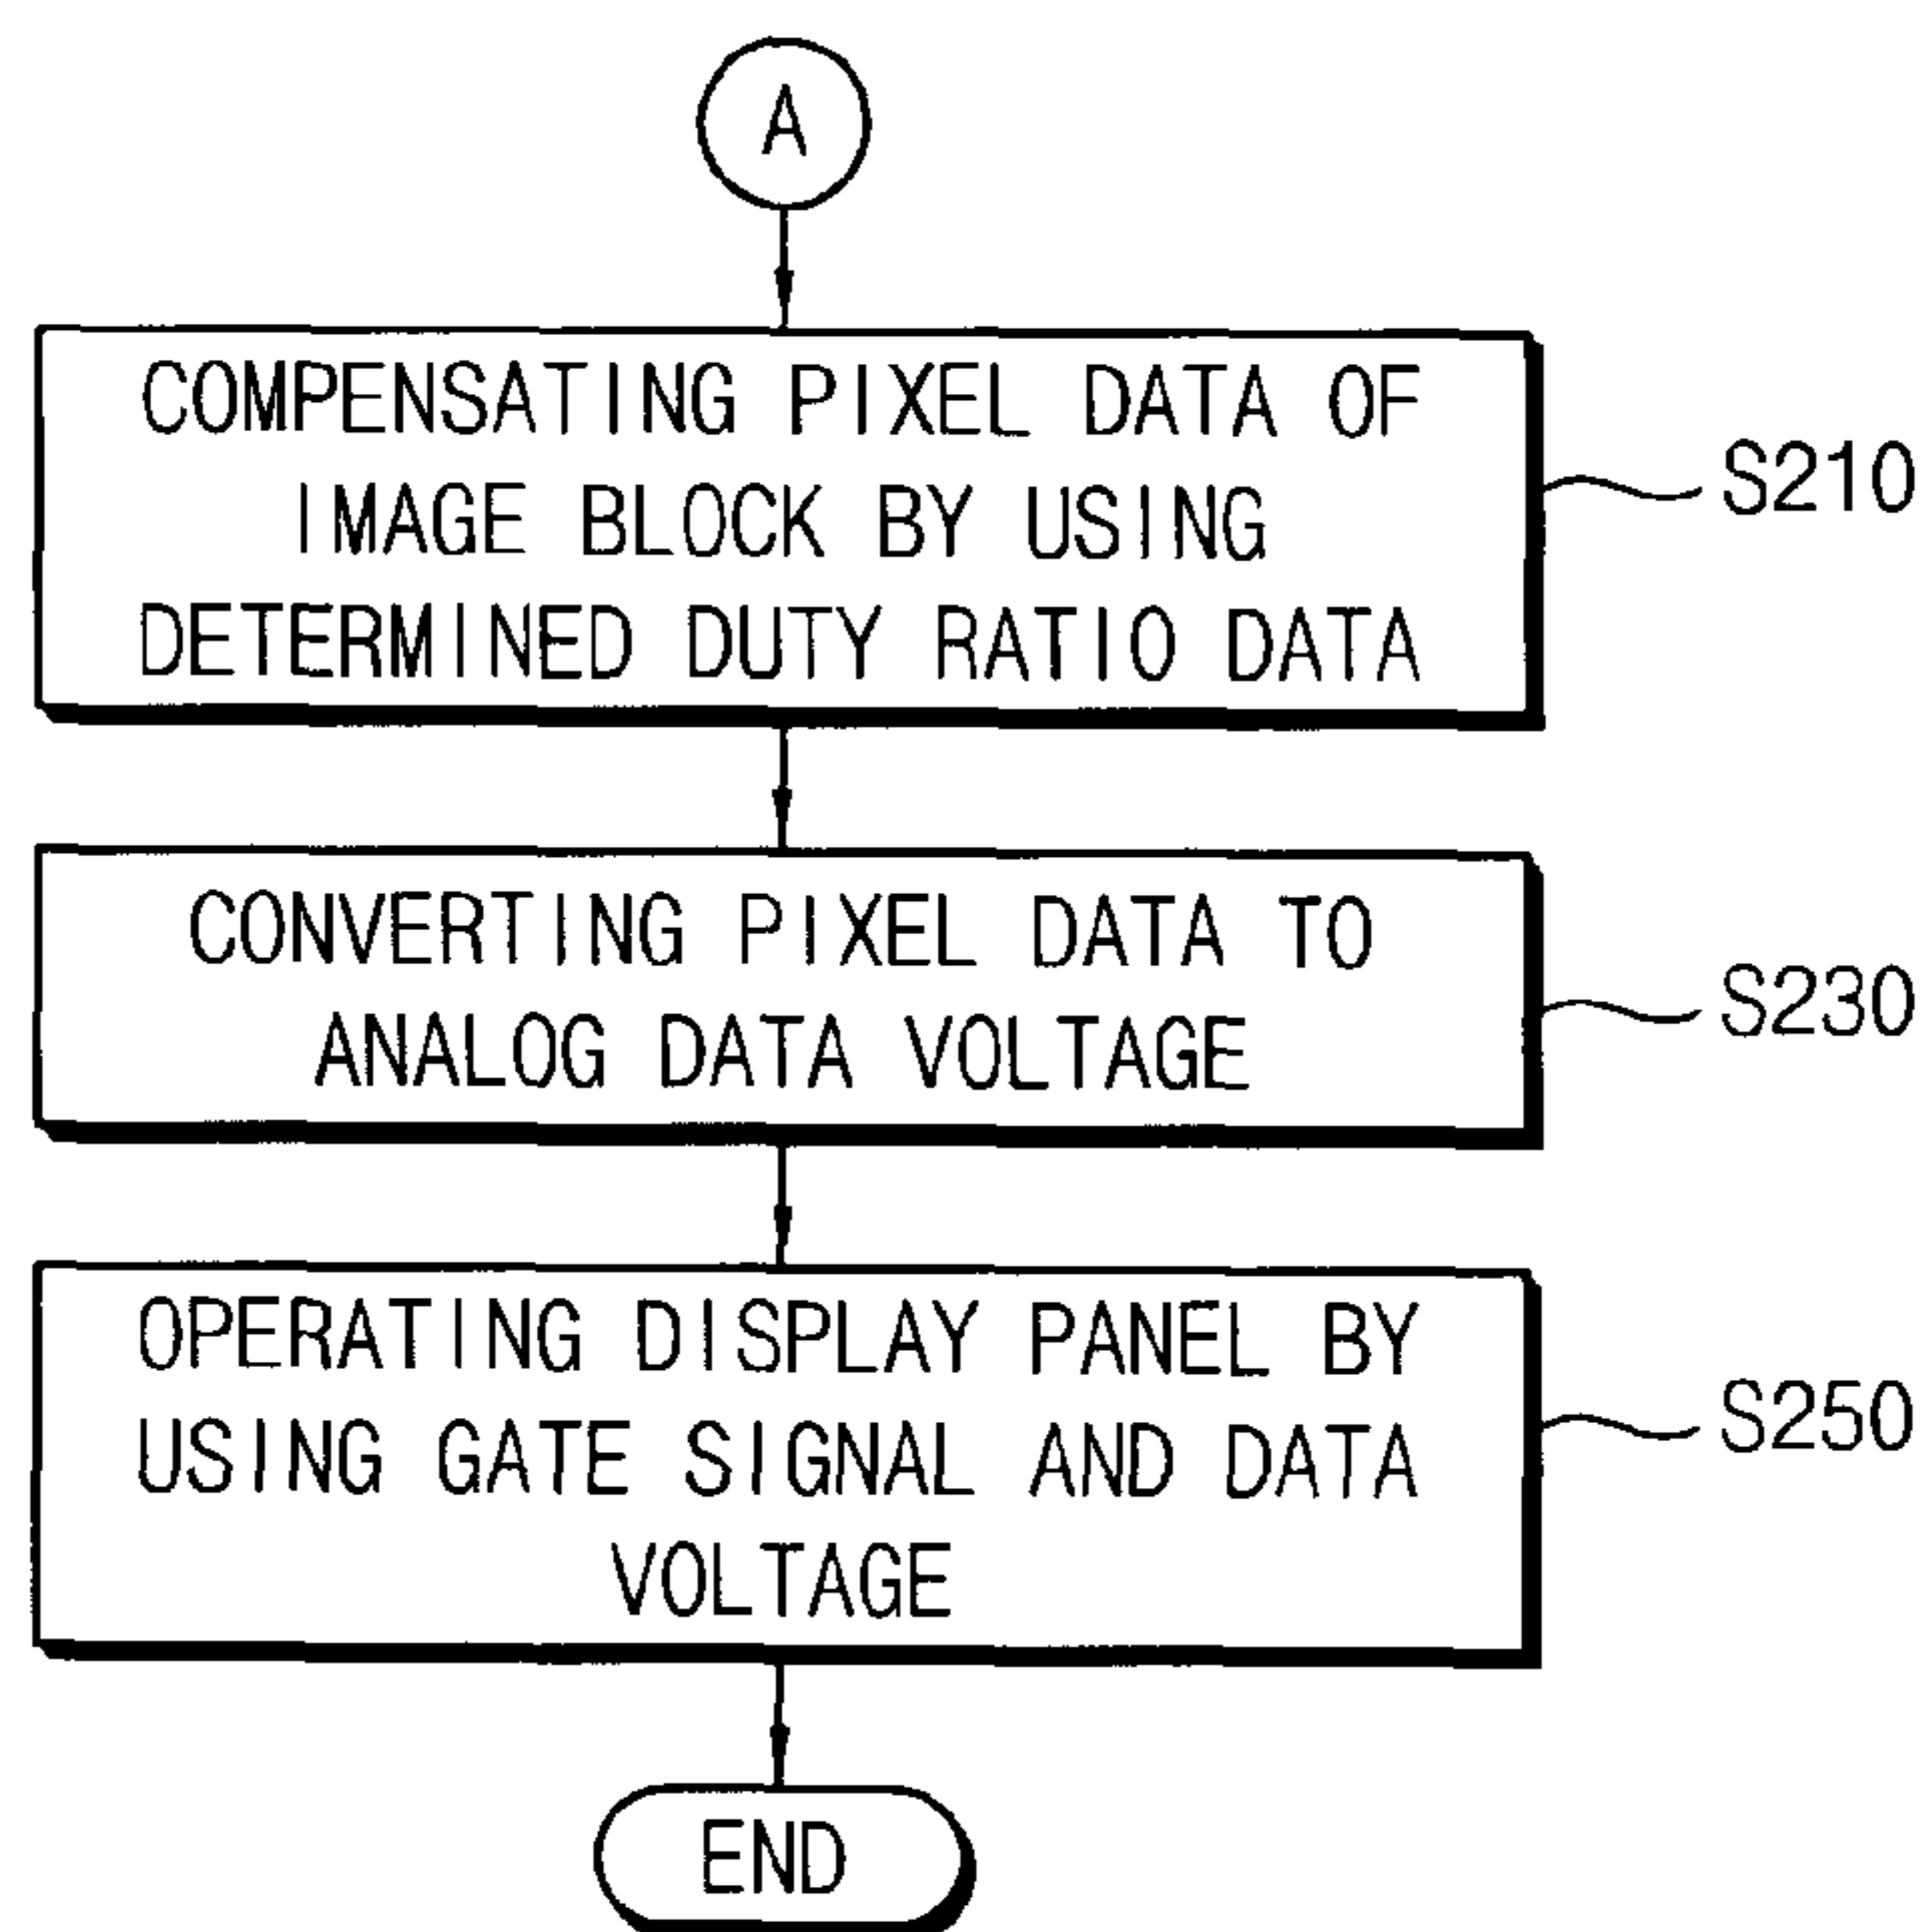 A
COMPENSATING PIXEL DATA OF
IMAGE BLOCK BY USING
DETERMINED DUTY RATIO DATA
S210
CONVERTING PIXEL DATA TO
ANALOG DATA VOLTAGE
S230
OPERATING DISPLAY PANEL BY
USING GATE SIGNAL AND DATA
VOLTAGE
S250
END